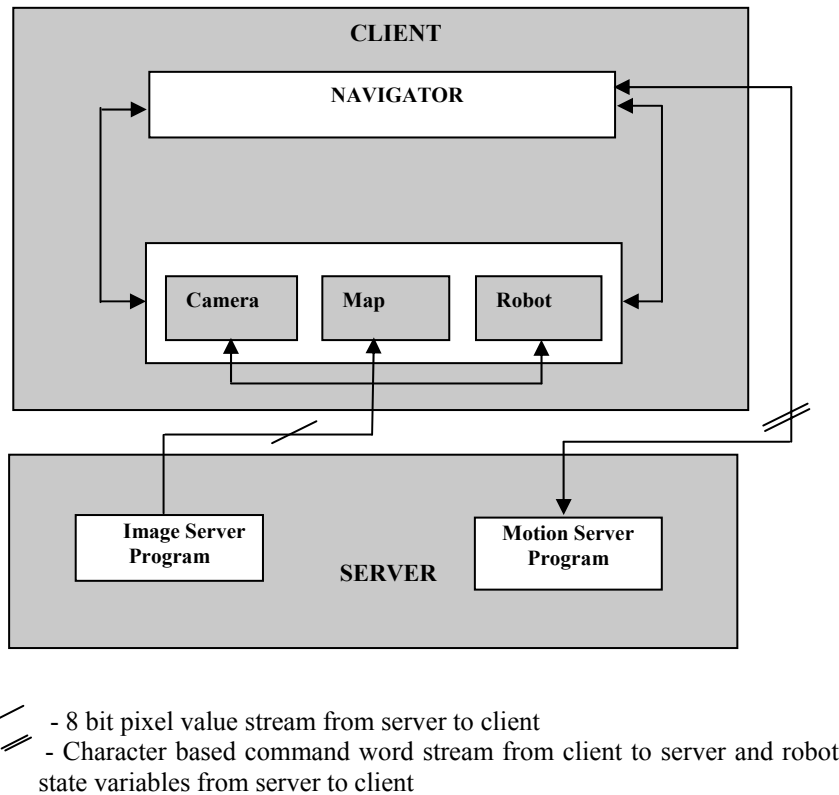 CLIENT
NAVIGATOR
Camera
Map
Robot
Image Server
Program
Motion Server
Program
SERVER
- 8 bit pixel value stream from server to client
- Character based command word stream from client to server and robot
state variables from server to client